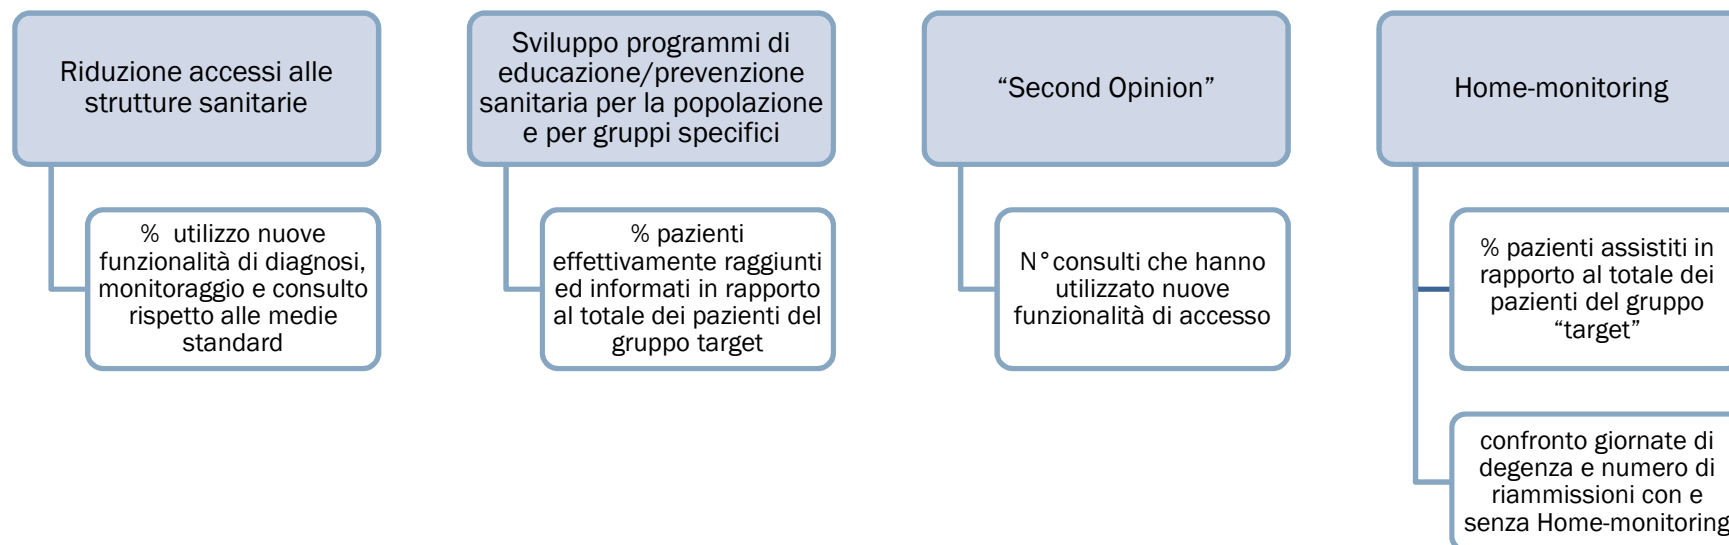 Riduzione accessi alle
strutture sanitarie
% utilizzo nuove
funzionalità di diagnosi,
monitoraggio e consulto
rispetto alle medie
standard
Sviluppo programmi di
educazione/prevenzione
sanitaria per la popolazione
e per gruppi specifici
% pazienti
effettivamente raggiunti
ed informati in rapporto
al totale dei pazienti del
gruppo target
“Second Opinion”
N° consulti che hanno
utilizzato nuove
funzionalità di accesso
Home-monitoring
% pazienti assistiti in
rapporto al totale dei
pazienti del gruppo
“target”
confronto giornate di
degenza e numero di
riammissioni con e
senza Home-monitoring